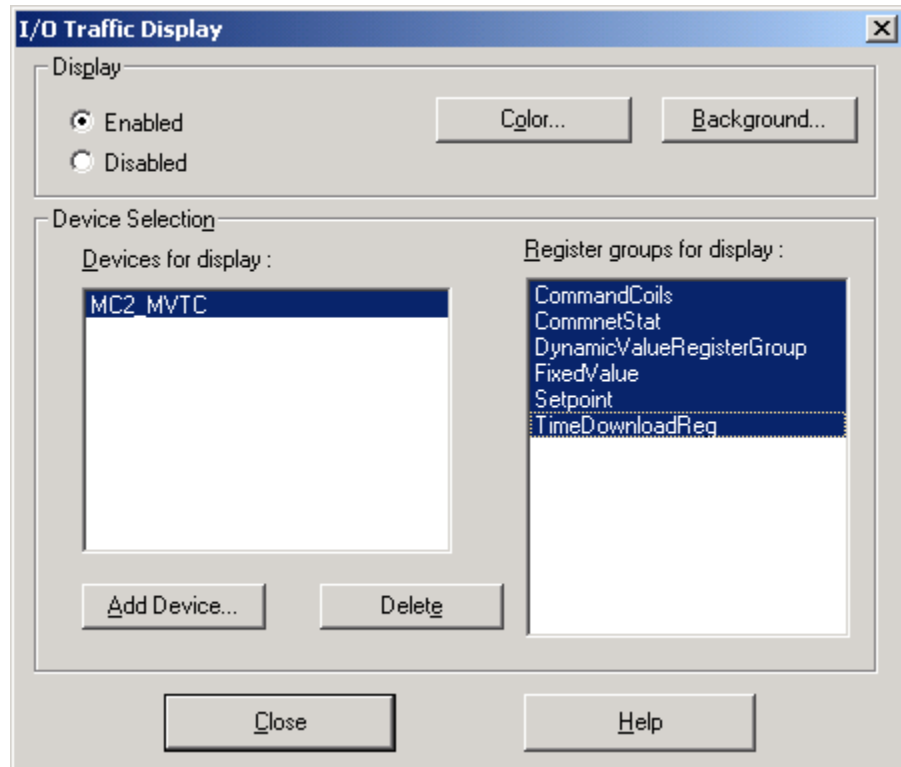 I/O Traffic Display
Display
Enabled
Color...
Background...
Disabled
Device Selection
Devices for display :
Register groups for display :
MC2_MVTC
CommandCoils
CommnetStat
DynamicValueRegisterGroup
FixedValue
Setpoint
TimeDownloadReg
Add Device...
Delete
Close
Help